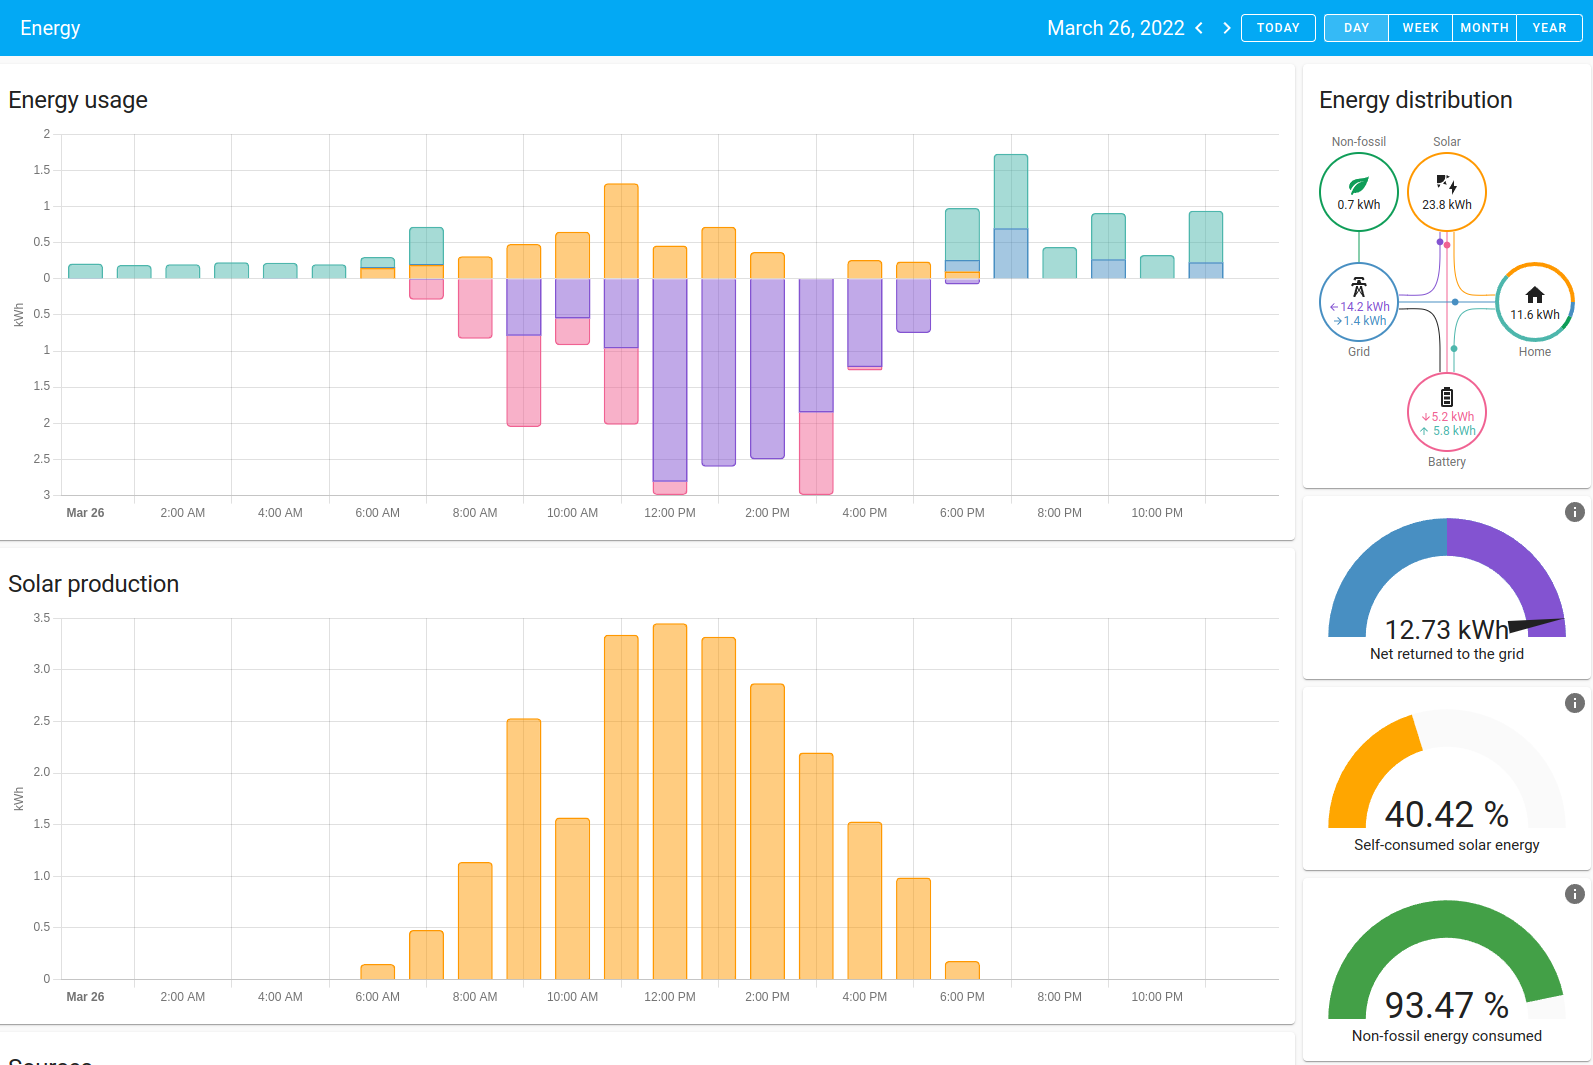 Energy
March 26, 2022
TODAY
DAY WEEK MONTH YEAR
Energy usage
2
1.5
1
0.5
0
0.5
1
1.5
2
2.5
3
kWh
Mar 26 2:00 AM 4:00 AM 6:00 AM 8:00 AM 10:00 AM 12:00 PM 2:00 PM 4:00 PM 6:00 PM 8:00 PM 10:00 PM
Solar production
3.5
3.0
2.5
2.0
1.5
1.0
0.5
0
kWh
Mar 26 2:00 AM 4:00 AM 6:00 AM 8:00 AM 10:00 AM 12:00 PM 2:00 PM 4:00 PM 6:00 PM 8:00 PM 10:00 PM
Sources
Energy distribution
Non-fossil Solar
0.7 kWh 23.8 kWh
←14.2 kWh
→1.4 kWh
11.6 kWh
Grid Home
↓5.2 kWh
↑ 5.8 kWh
Battery
12.73 kWh
Net returned to the grid
40.42 %
Self-consumed solar energy
93.47 %
Non-fossil energy consumed